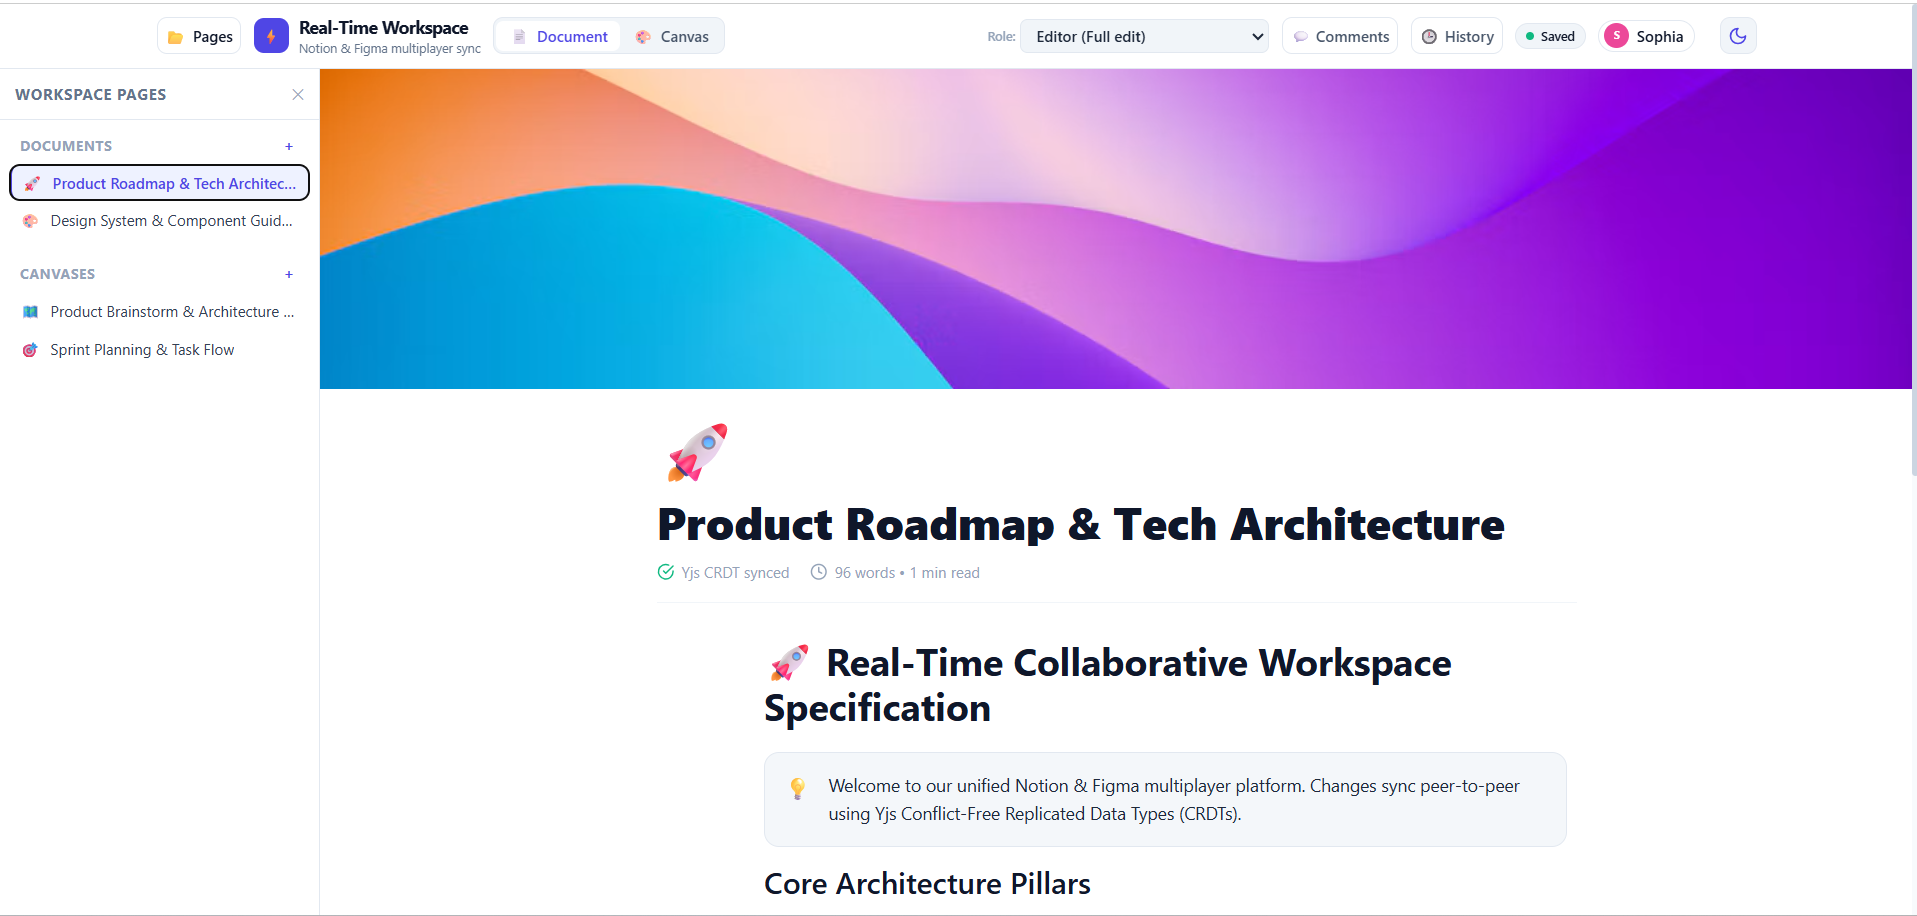 Pages
Real-Time Workspace
Notion & Figma multiplayer sync
Document
Canvas
Role:
Editor (Full edit)
Comments
History
Saved
S
Sophia
WORKSPACE PAGES
DOCUMENTS
+
Product Roadmap & Tech Architec...
Design System & Component Guid...
CANVASES
+
Product Brainstorm & Architecture ...
Sprint Planning & Task Flow
Product Roadmap & Tech Architecture
Yjs CRDT synced
96 words • 1 min read
Real-Time Collaborative Workspace
Specification
Welcome to our unified Notion & Figma multiplayer platform. Changes sync peer-to-peer
using Yjs Conflict-Free Replicated Data Types (CRDTs).
Core Architecture Pillars